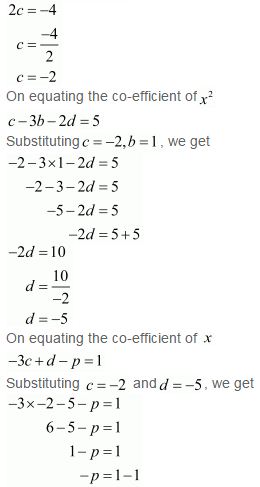 2c = −4
c = −4/2
c = −2
On equating the co-efficient of x²
c − 3b − 2d = 5
Substituting c = −2, b = 1, we get
−2 − 3 × 1 − 2d = 5
−2 − 3 − 2d = 5
−5 − 2d = 5
−2d = 5 + 5
−2d = 10
d = 10/−2
d = −5
On equating the co-efficient of x
−3c + d − p = 1
Substituting c = −2 and d = −5, we get
−3 × −2 − 5 − p = 1
6 − 5 − p = 1
1 − p = 1
−p = 1 − 1